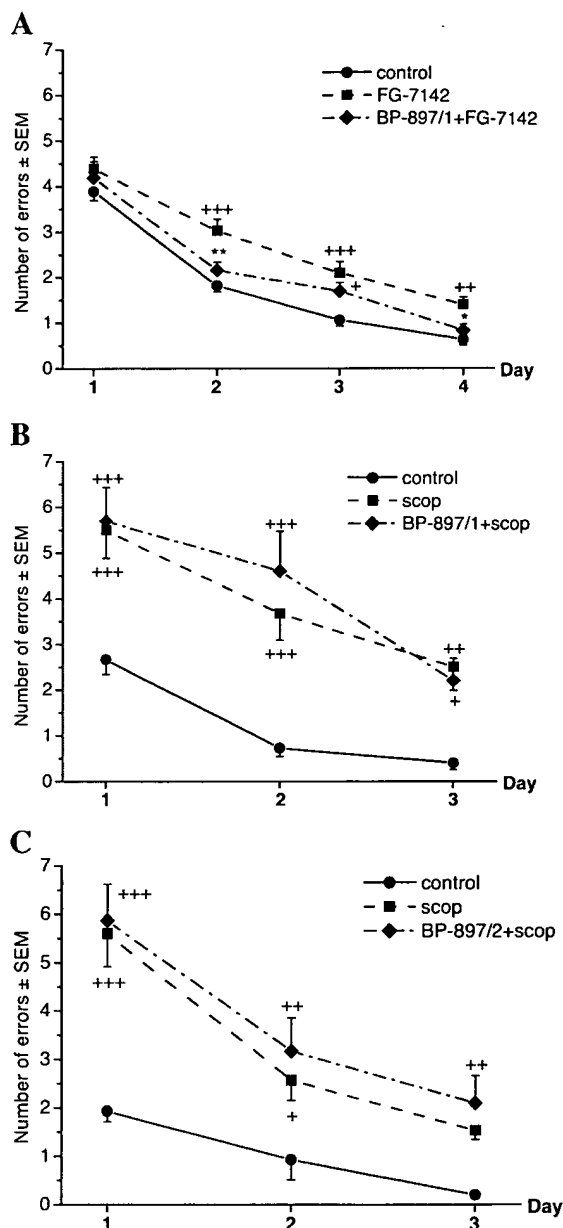 A
Number of errors ± SEM
7
6
5
4
3
2
1
0
control
FG-7142
BP-897/1+FG-7142
+++
**
+++
+
++
*
1 2 3 4 Day
B
Number of errors ± SEM
7
6
5
4
3
2
1
0
control
scop
BP-897/1+scop
+++
+++
+++
+++
++
+
1 2 3 Day
C
Number of errors ± SEM
7
6
5
4
3
2
1
0
control
scop
BP-897/2+scop
+++
+++
++
+
++
1 2 3 Day